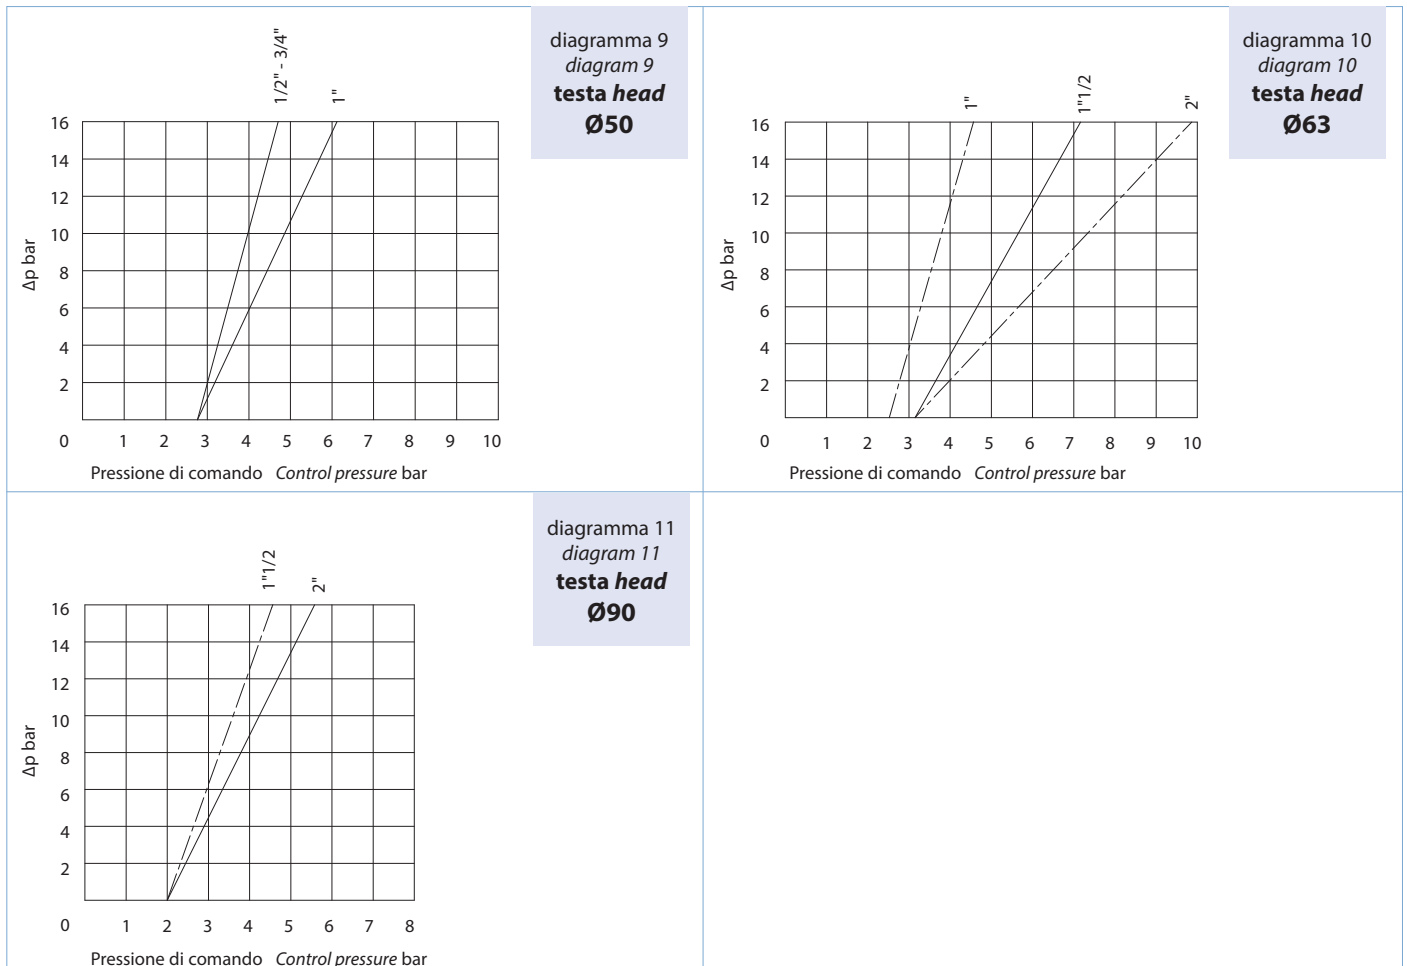 1/2" - 3/4"
1"
diagramma 9
diagram 9
testa head
Ø50
16
14
12
10
8
6
4
2
0
Δp bar
1 2 3 4 5 6 7 8 9 10
Pressione di comando Control pressure bar
1"
1"1/2
2"
diagramma 10
diagram 10
testa head
Ø63
16
14
12
10
8
6
4
2
0
Δp bar
1 2 3 4 5 6 7 8 9 10
Pressione di comando Control pressure bar
1"1/2
2"
diagramma 11
diagram 11
testa head
Ø90
16
14
12
10
8
6
4
2
0
Δp bar
1 2 3 4 5 6 7 8
Pressione di comando Control pressure bar